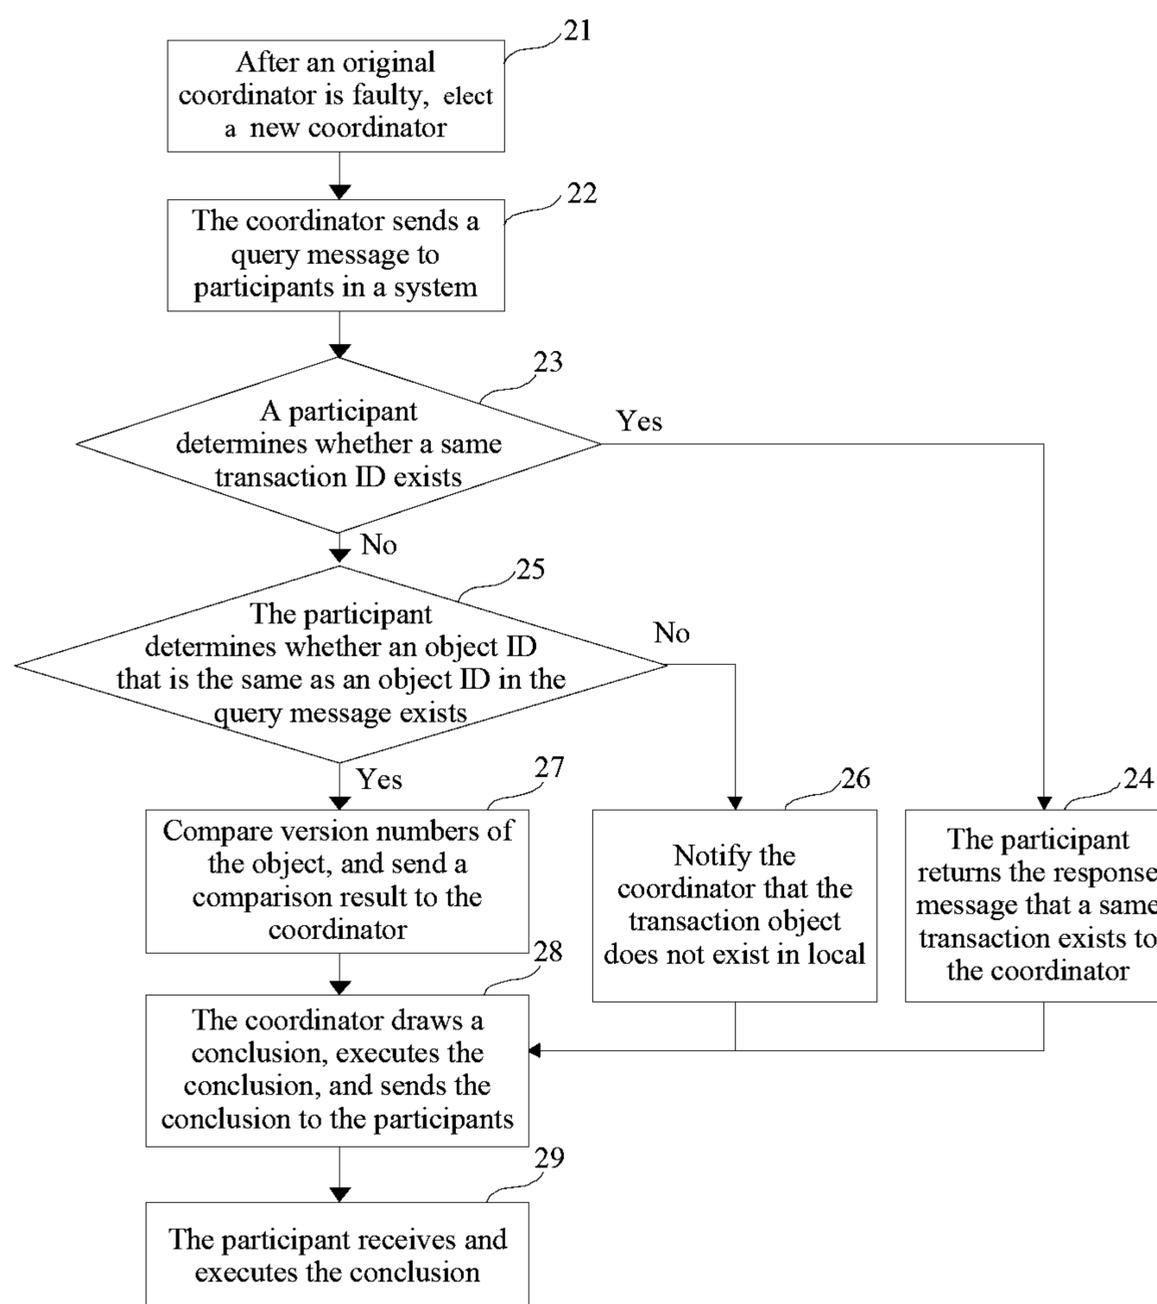 21
After an original
coordinator is faulty, elect
a new coordinator
22
The coordinator sends a
query message to
participants in a system
23
A participant
determines whether a same
transaction ID exists
Yes
No
25
The participant
determines whether an object ID
that is the same as an object ID in the
query message exists
No
Yes
27
Compare version numbers of
the object, and send a
comparison result to the
coordinator
26
Notify the
coordinator that the
transaction object
does not exist in local
24
The participant
returns the response
message that a same
transaction exists to
the coordinator
28
The coordinator draws a
conclusion, executes the
conclusion, and sends the
conclusion to the participants
29
The participant receives and
executes the conclusion